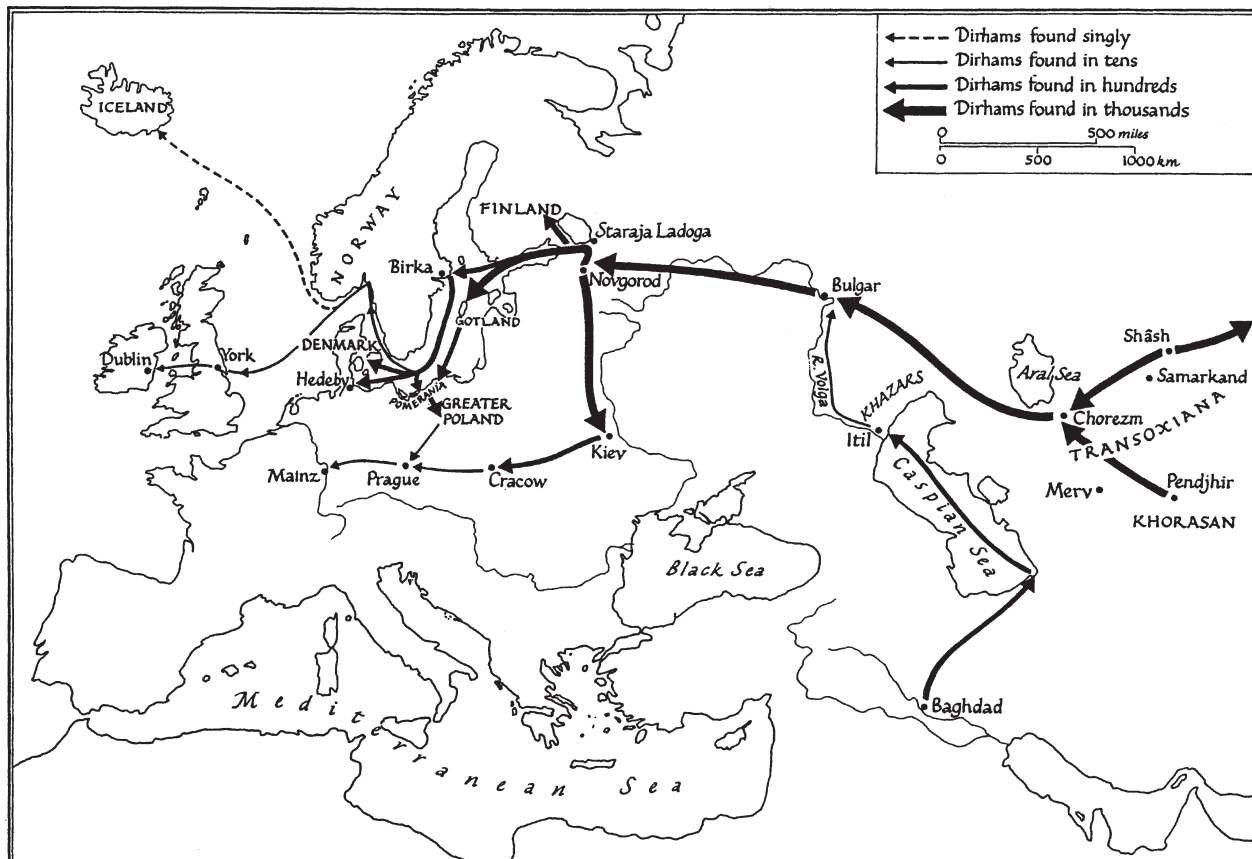 Dirhams found singly
Dirhams found in tens
Dirhams found in hundreds
Dirhams found in thousands
0 500 miles
0 500 1000 km
ICELAND
NORWAY
FINLAND
Staraja Ladoga
Birka
Novgorod
Bulgar
GOTLAND
DENMARK
Dublin
York
Hedeby
POMERANIA
GREATER
POLAND
R. Volga
KHAZARS
Itil
Aral Sea
Shâsh
Samarkand
Chorezm
TRANSOXIANA
Kiev
Mainz
Prague
Cracow
Merv
Pendjhir
KHORASAN
Caspian Sea
Black Sea
Baghdad
Mediterranean Sea